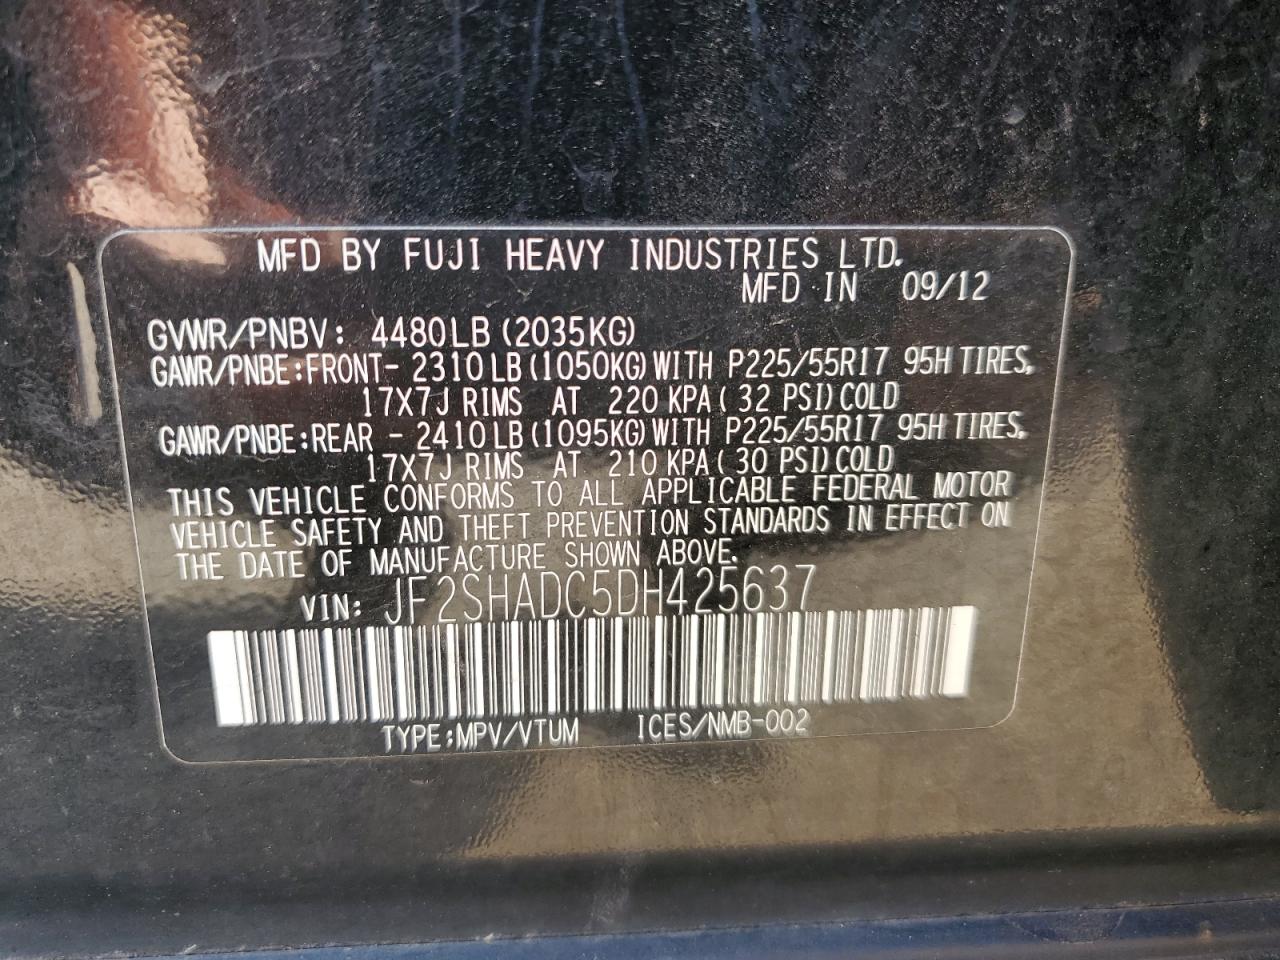 MFD BY FUJI HEAVY INDUSTRIES LTD.
MFD IN 09/12
GVWR/PNBV: 4480LB (2035KG)
GAWR/PNBE:FRONT- 2310LB (1050KG) WITH P225/55R17 95H TIRES,
17X7J RIMS AT 220 KPA ( 32 PSI) COLD
GAWR/PNBE:REAR - 2410LB (1095KG) WITH P225/55R17 95H TIRES,
17X7J RIMS AT 210 KPA ( 30 PSI) COLD
THIS VEHICLE CONFORMS TO ALL APPLICABLE FEDERAL MOTOR
VEHICLE SAFETY AND THEFT PREVENTION STANDARDS IN EFFECT ON
THE DATE OF MANUFACTURE SHOWN ABOVE.
VIN: JF2SHADC5DH425637
TYPE:MPV/VTUM ICES/NMB-002